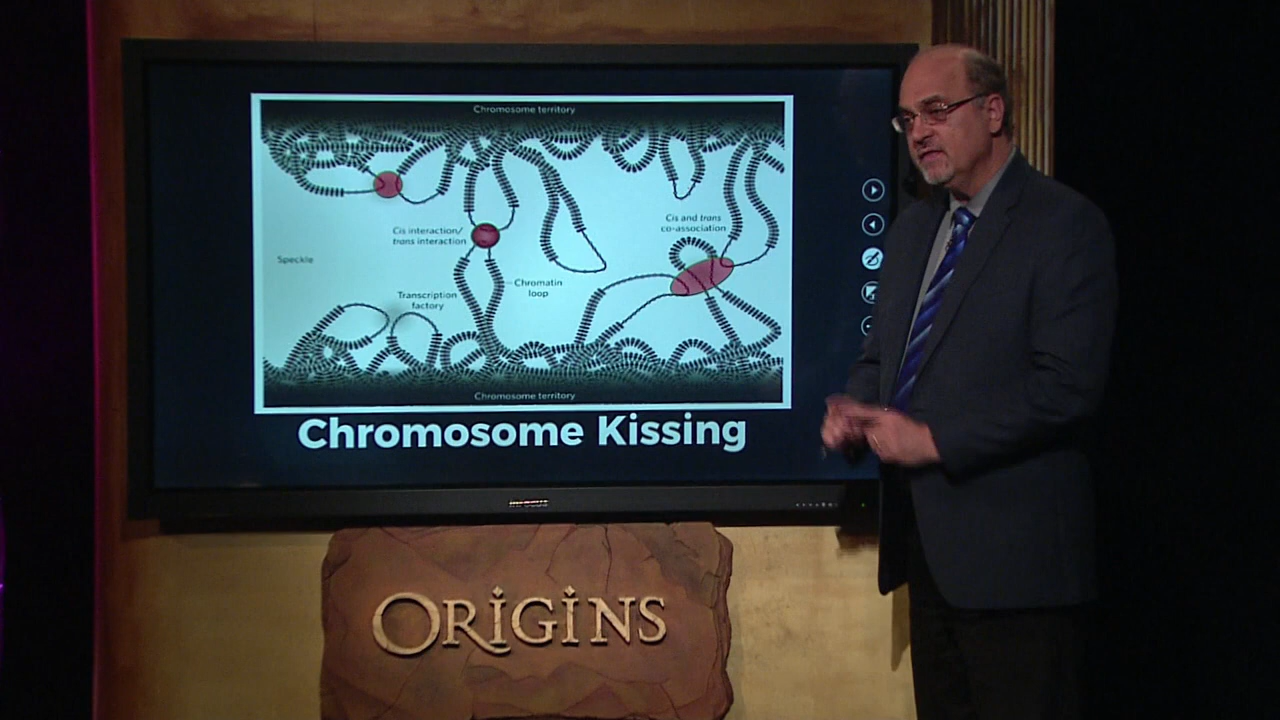 Chromosome territory
Cis and trans
co-association
Cis interaction/
trans interaction
Speckle
Chromatin
loop
Transcription
factory
Chromosome territory
Chromosome Kissing
InFocus
ORIGINS